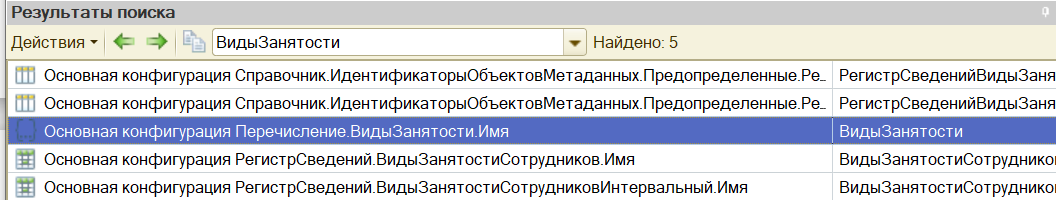 Результаты поиска
Действия ВидыЗанятости Найдено: 5
Основная конфигурация Справочник.ИдентификаторыОбъектовМетаданных.Предопределенные.Ре... РегистрСведенийВидыЗаня
Основная конфигурация Справочник.ИдентификаторыОбъектовМетаданных.Предопределенные.Ре... РегистрСведенийВидыЗаня
Основная конфигурация Перечисление.ВидыЗанятости.Имя ВидыЗанятости
Основная конфигурация РегистрСведений.ВидыЗанятостиСотрудников.Имя ВидыЗанятостиСотруднико
Основная конфигурация РегистрСведений.ВидыЗанятостиСотрудниковИнтервальный.Имя ВидыЗанятостиСотруднико